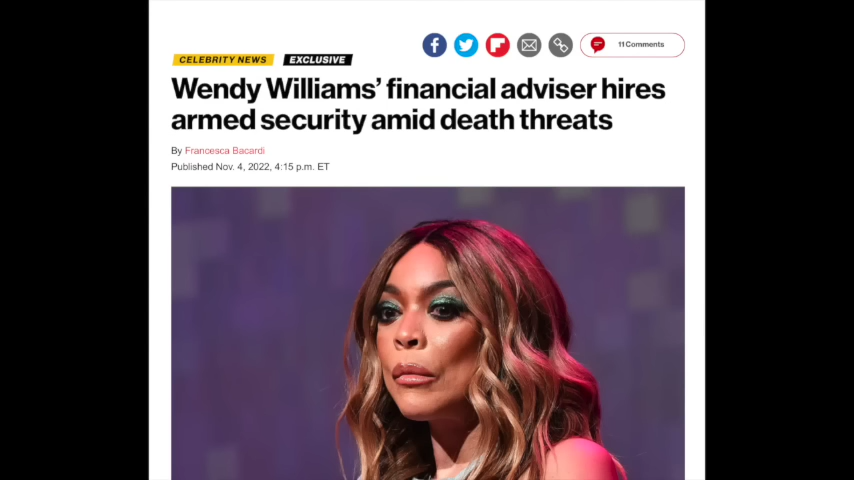 11 Comments
CELEBRITY NEWS EXCLUSIVE
Wendy Williams' financial adviser hires
armed security amid death threats
By Francesca Bacardi
Published Nov. 4, 2022, 4:15 p.m. ET